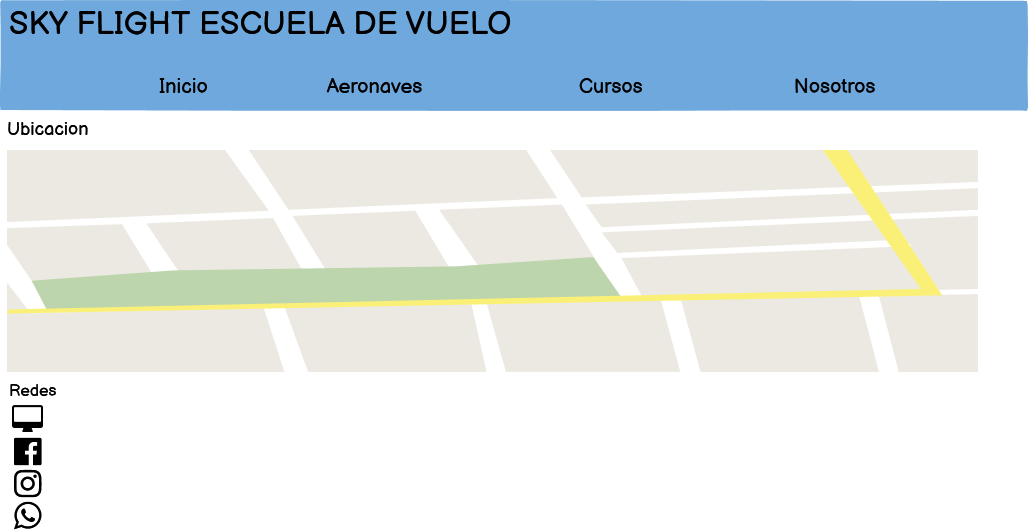 SKY FLIGHT ESCUELA DE VUELO
Inicio Aeronaves Cursos Nosotros
Ubicacion
Redes